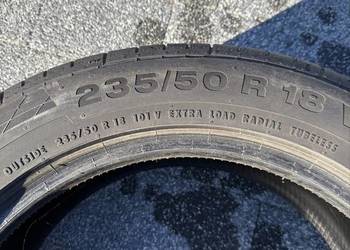 235/50 R 18 V
OUTSIDE 235/50 R 18 101 V EXTRA LOAD RADIAL TUBELESS